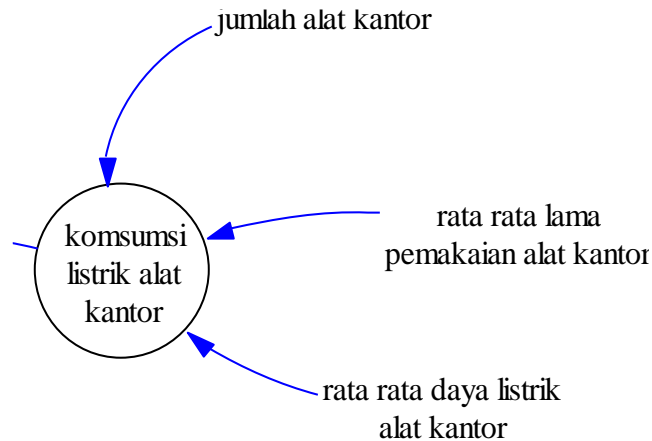 jumlah alat kantor
komsumsi
listrik alat
kantor
rata rata lama
pemakaian alat kantor
rata rata daya listrik
alat kantor